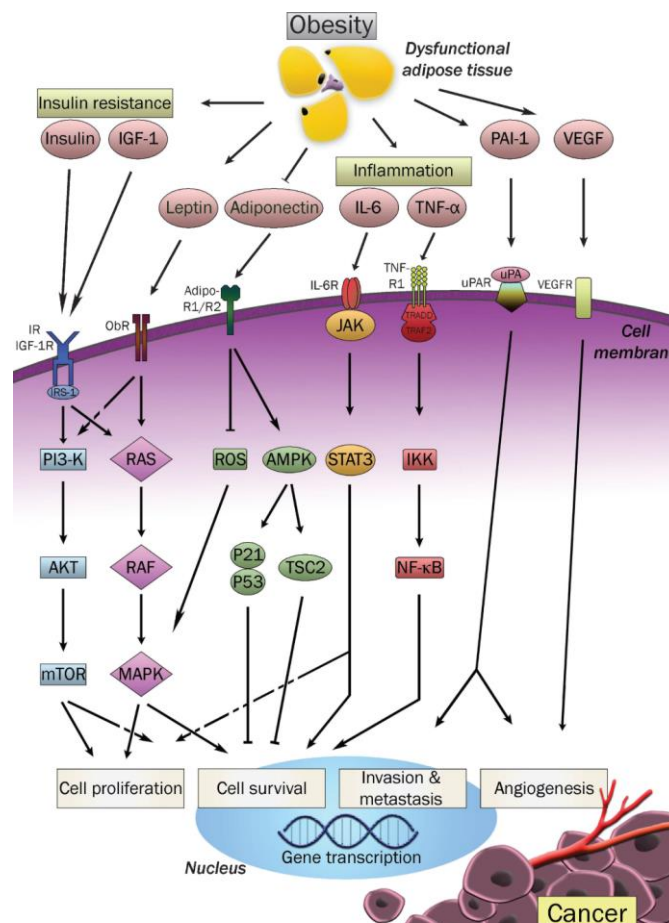 Obesity
Dysfunctional
adipose tissue
Insulin resistance
Insulin
IGF-1
PAI-1
VEGF
Inflammation
Leptin
Adiponectin
IL-6
TNF-α
Adipo-
R1/R2
IL-6R
TNF-
R1
uPA
uPAR
VEGFR
IR
IGF-1R
ObR
JAK
TRADD
TRAF2
Cell
membran
IRS-1
PI3-K
RAS
ROS
AMPK
STAT3
IKK
AKT
RAF
P21
P53
TSC2
NF-κB
mTOR
MAPK
Cell proliferation
Cell survival
Invasion &
metastasis
Angiogenesis
Gene transcription
Nucleus
Cancer